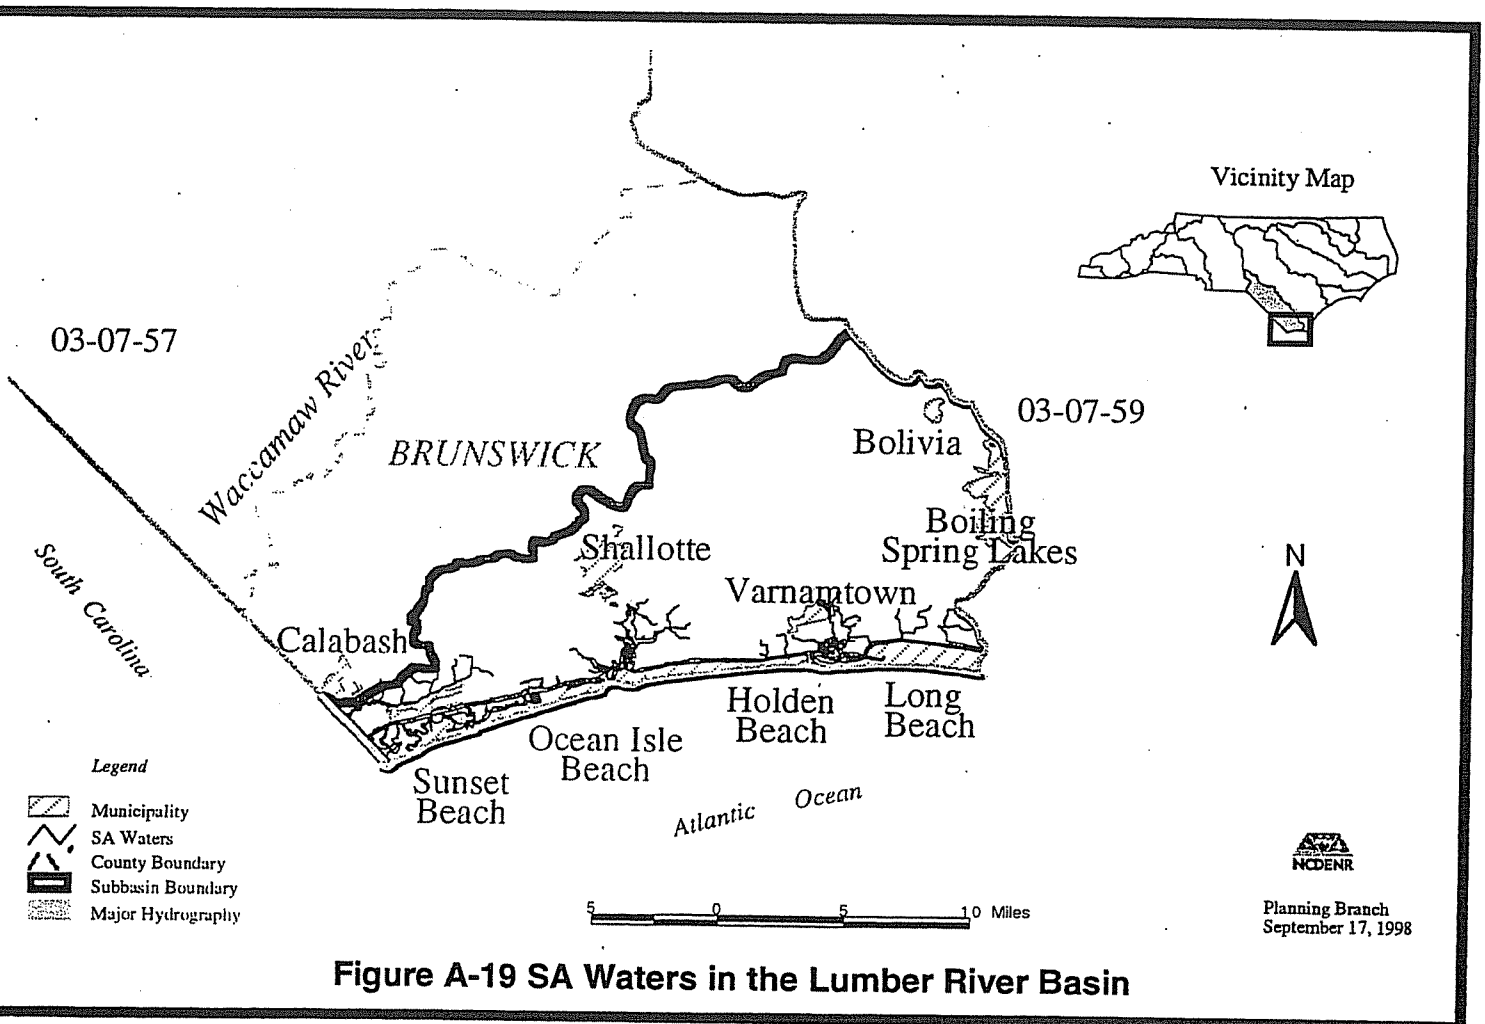 Vicinity Map
03-07-57
Waccamaw River
BRUNSWICK
03-07-59
Bolivia
Boiling
Spring Lakes
Shallotte
Varnamtown
South Carolina
Calabash
N
Holden
Beach
Long
Beach
Ocean Isle
Beach
Sunset
Beach
Atlantic Ocean
Legend
Municipality
SA Waters
County Boundary
Subbasin Boundary
Major Hydrography
5 0 5 10 Miles
NCDENR
Planning Branch
September 17, 1998
Figure A-19 SA Waters in the Lumber River Basin